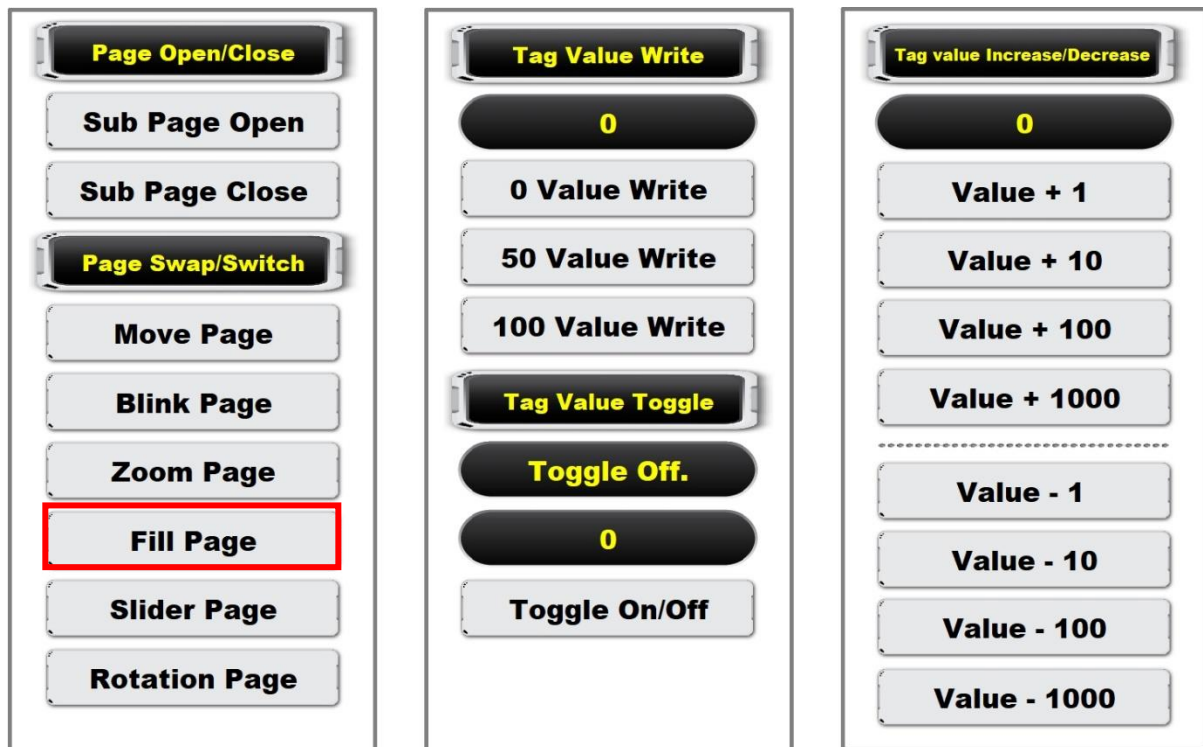 Page Open/Close
Sub Page Open
Sub Page Close
Page Swap/Switch
Move Page
Blink Page
Zoom Page
Fill Page
Slider Page
Rotation Page
Tag Value Write
0
0 Value Write
50 Value Write
100 Value Write
Tag Value Toggle
Toggle Off.
0
Toggle On/Off
Tag value Increase/Decrease
0
Value + 1
Value + 10
Value + 100
Value + 1000
Value - 1
Value - 10
Value - 100
Value - 1000